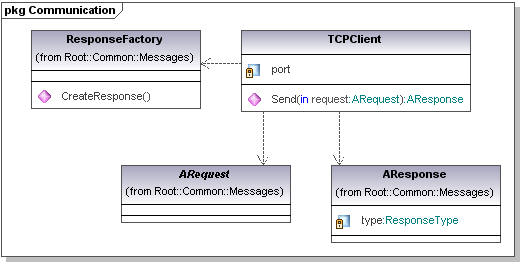 pkg Communication
ResponseFactory
(from Root::Common::Messages)
CreateResponse()
TCPClient
port
Send(in request:ARequest):AResponse
ARequest
(from Root::Common::Messages)
AResponse
(from Root::Common::Messages)
type:ResponseType